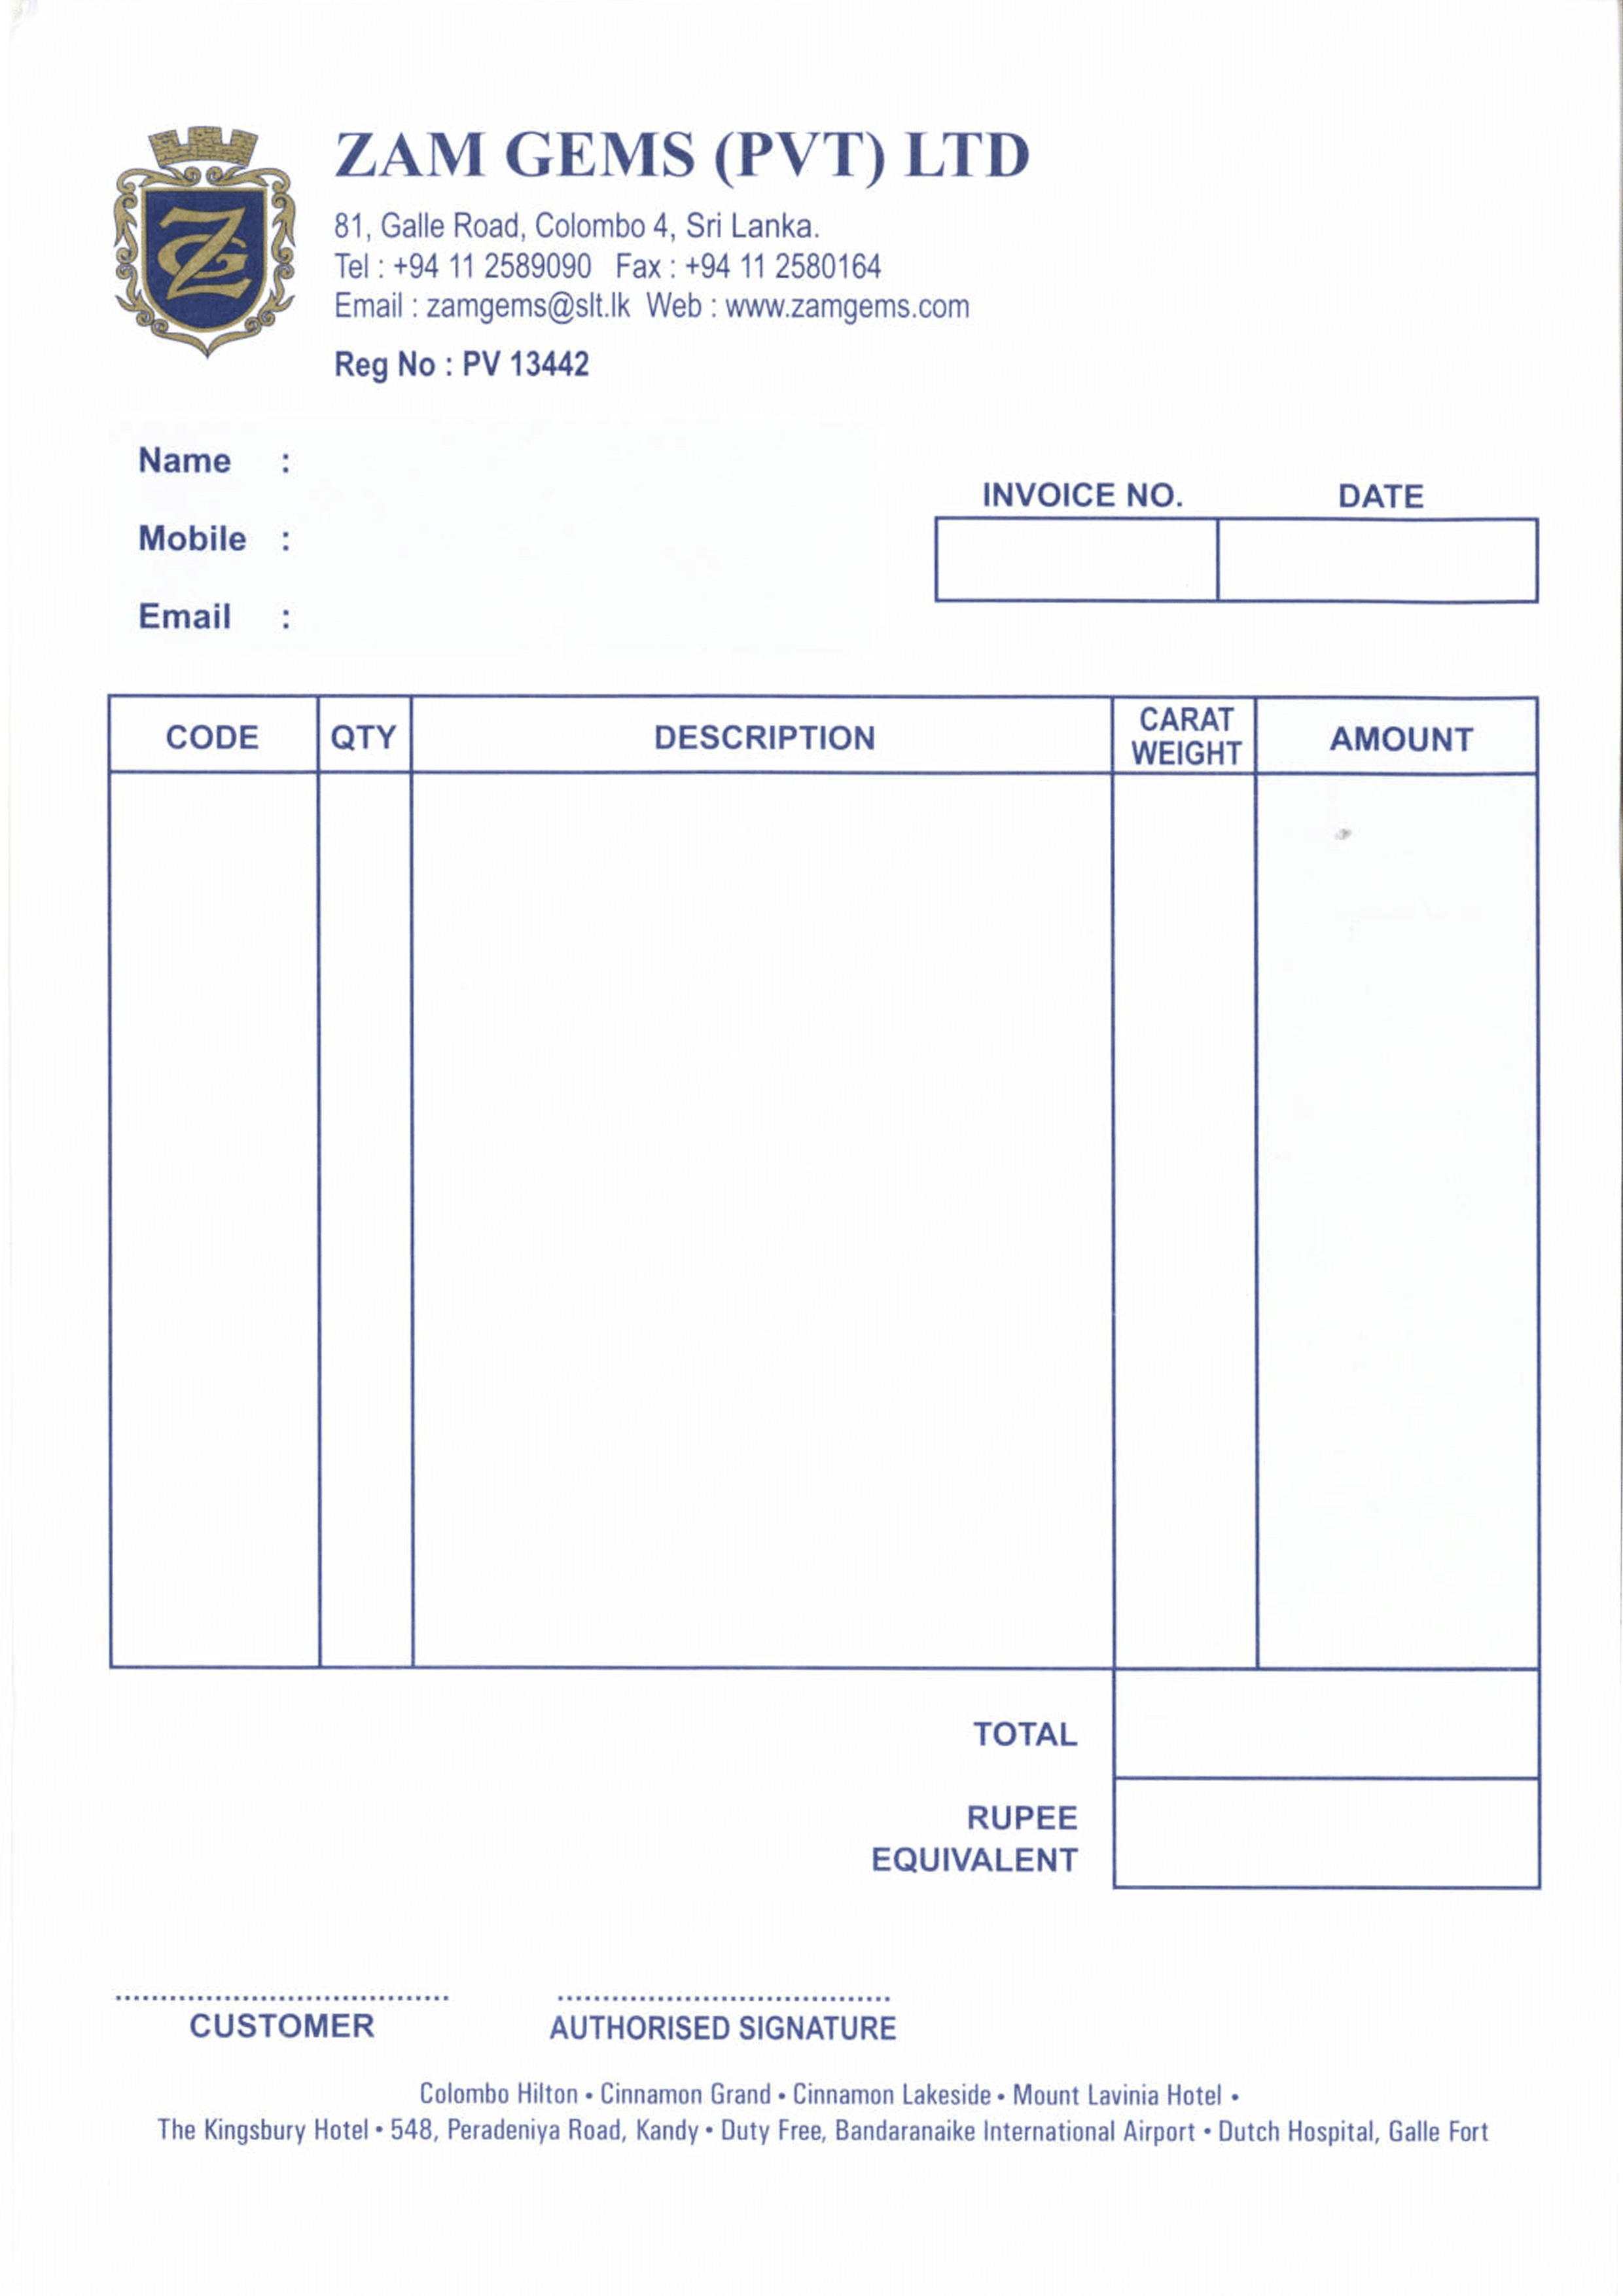 ZAM GEMS (PVT) LTD
81, Galle Road, Colombo 4, Sri Lanka.
Tel : +94 11 2589090 Fax : +94 11 2580164
Email : zamgems@slt.lk Web : www.zamgems.com
Reg No : PV 13442
ZG
Name :
Mobile :
Email :
INVOICE NO. DATE
CODE QTY DESCRIPTION CARAT WEIGHT AMOUNT
TOTAL
RUPEE
EQUIVALENT
CUSTOMER AUTHORISED SIGNATURE
Colombo Hilton • Cinnamon Grand • Cinnamon Lakeside • Mount Lavinia Hotel •
The Kingsbury Hotel • 548, Peradeniya Road, Kandy • Duty Free, Bandaranaike International Airport • Dutch Hospital, Galle Fort